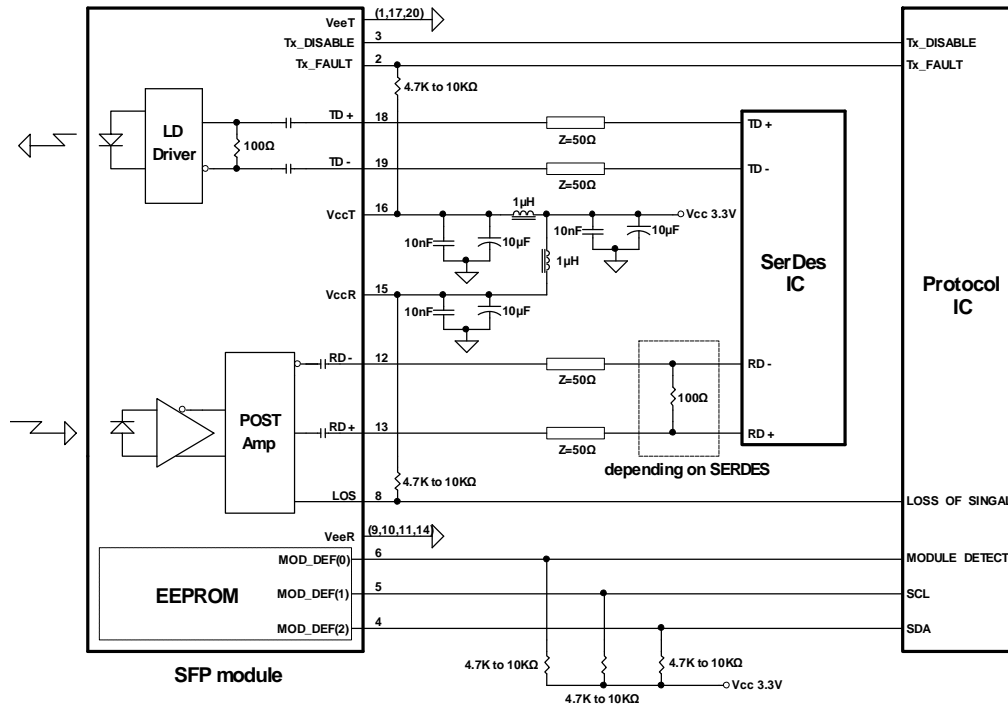 VeeT (1,17,20)
Tx_DISABLE 3 Tx_DISABLE
Tx_FAULT 2 Tx_FAULT
4.7K to 10KΩ
LD
Driver
100Ω
TD+ 18 Z=50Ω TD+
TD- 19 Z=50Ω TD-
VccT 16 1μH Vcc 3.3V
10nF 10μF 10nF 10μF
1μH
VccR 15
10nF 10μF
SerDes
IC
Protocol
IC
POST
Amp
RD- 12 Z=50Ω RD-
100Ω
RD+ 13 Z=50Ω RD+
depending on SERDES
4.7K to 10KΩ
LOS 8 LOSS OF SINGAL
VeeR (9,10,11,14)
EEPROM
MOD_DEF(0) 6 MODULE DETECT
MOD_DEF(1) 5 SCL
MOD_DEF(2) 4 SDA
SFP module
4.7K to 10KΩ 4.7K to 10KΩ
4.7K to 10KΩ
Vcc 3.3V